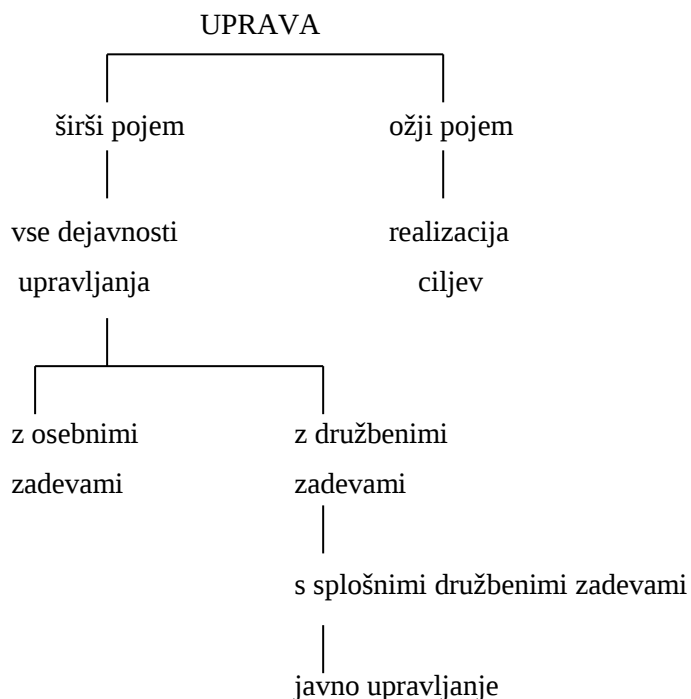 UPRAVA
širši pojem
ožji pojem
vse dejavnosti
upravljanja
realizacija
ciljev
z osebnimi
zadevami
z družbenimi
zadevami
s splošnimi družbenimi zadevami
javno upravljanje